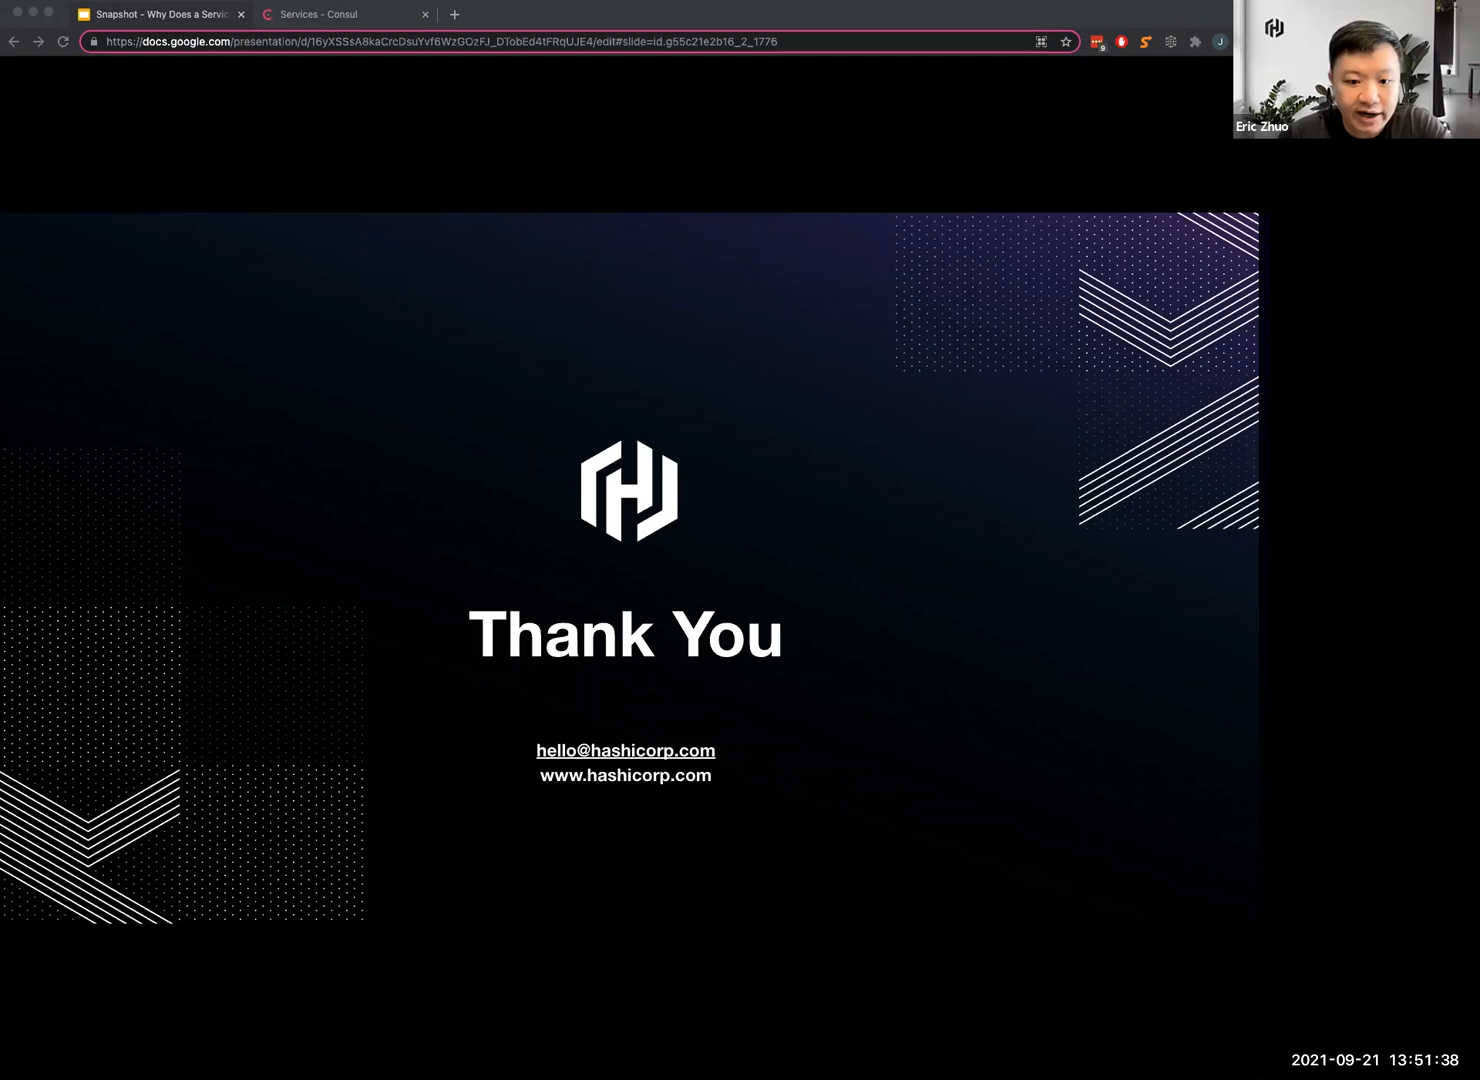 Snapshot - Why Does a Servic
Services - Consul
https://docs.google.com/presentation/d/16yXSSsA8kaCrcDsuYvf6WzGOzFJ_DTobEd4tFRqUJE4/edit#slide=id.g55c21e2b16_2_1776
9
J
Eric Zhuo
Thank You
hello@hashicorp.com
www.hashicorp.com
2021-09-21 13:51:38